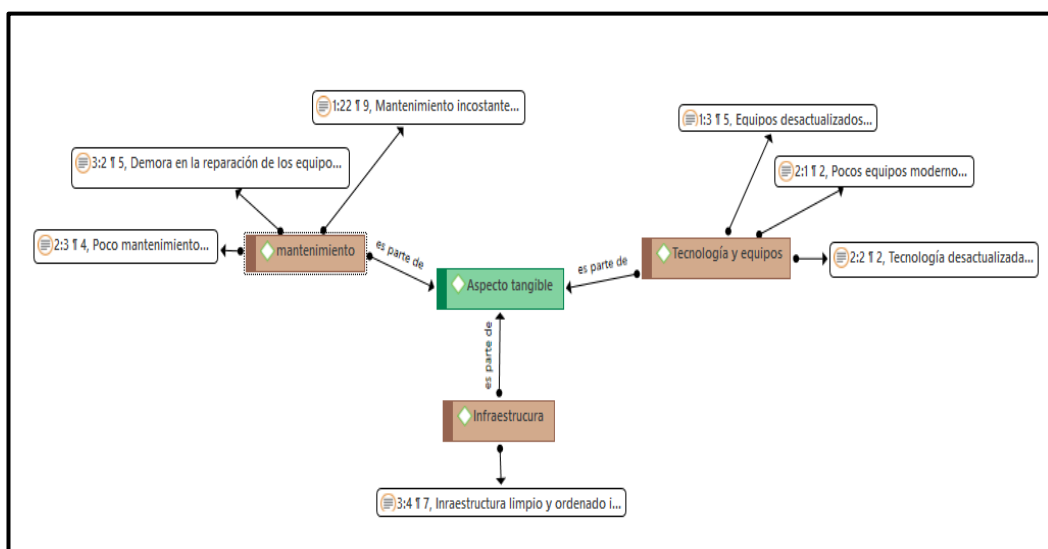 1:22 ¶ 9, Mantenimiento incostante...
1:3 ¶ 5, Equipos desactualizados...
3:2 ¶ 5, Demora en la reparación de los equipo...
2:1 ¶ 2, Pocos equipos moderno...
2:3 ¶ 4, Poco mantenimiento...
mantenimiento
es parte de
Tecnología y equipos
es parte de
2:2 ¶ 2, Tecnología desactualizada...
Aspecto tangible
es parte de
Infraestrucura
3:4 ¶ 7, Inraestructura limpio y ordenado i...